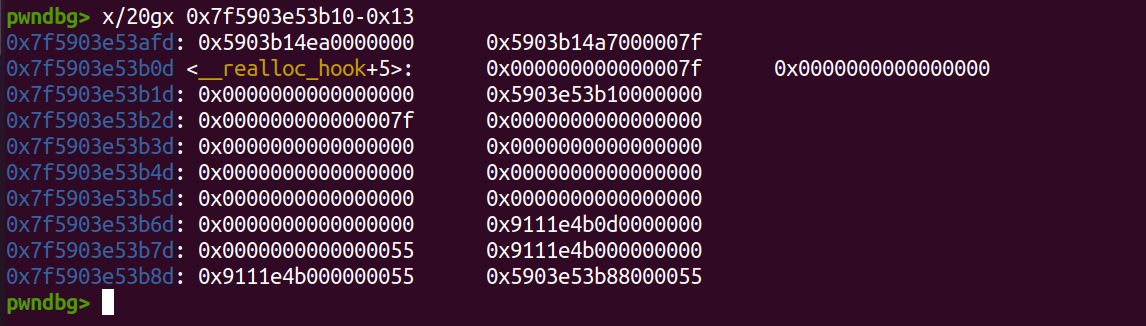 pwndbg> x/20gx 0x7f5903e53b10-0x13
0x7f5903e53afd: 0x5903b14ea0000000 0x5903b14a7000007f
0x7f5903e53b0d <__realloc_hook+5>: 0x000000000000007f 0x0000000000000000
0x7f5903e53b1d: 0x0000000000000000 0x5903e53b10000000
0x7f5903e53b2d: 0x000000000000007f 0x0000000000000000
0x7f5903e53b3d: 0x0000000000000000 0x0000000000000000
0x7f5903e53b4d: 0x0000000000000000 0x0000000000000000
0x7f5903e53b5d: 0x0000000000000000 0x0000000000000000
0x7f5903e53b6d: 0x0000000000000000 0x9111e4b0d0000000
0x7f5903e53b7d: 0x0000000000000055 0x9111e4b000000000
0x7f5903e53b8d: 0x9111e4b000000055 0x5903e53b88000055
pwndbg>